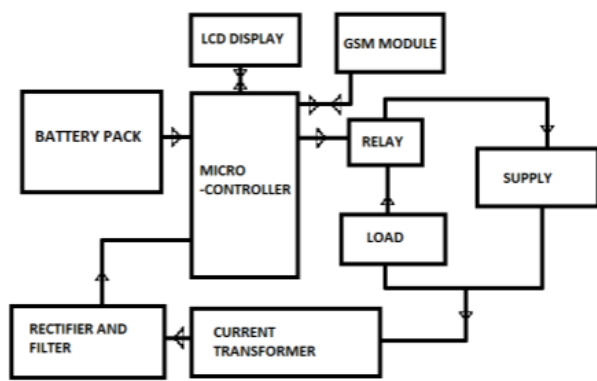 LCD DISPLAY
GSM MODULE
BATTERY PACK
MICRO
-CONTROLLER
RELAY
SUPPLY
LOAD
RECTIFIER AND
FILTER
CURRENT
TRANSFORMER